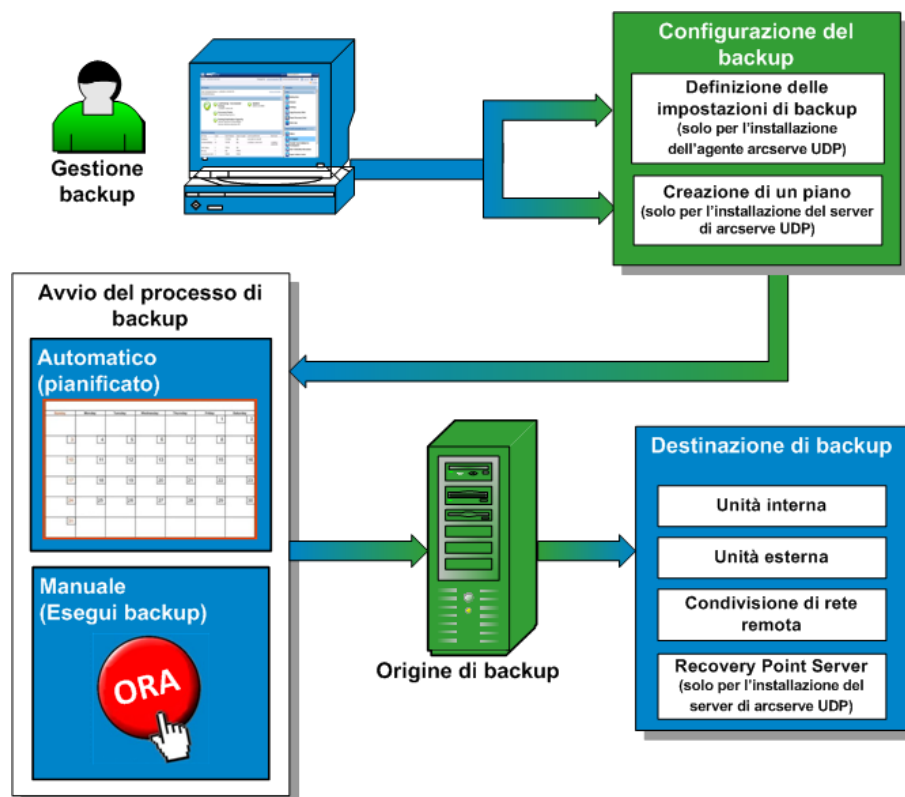 Gestione
backup
Configurazione del
backup
Definizione delle
impostazioni di backup
(solo per l'installazione
dell'agente arcserve UDP)
Creazione di un piano
(solo per l'installazione del server
di arcserve UDP)
Avvio del processo di
backup
Automatico
(pianificato)
Manuale
(Esegui backup)
ORA
Origine di backup
Destinazione di backup
Unità interna
Unità esterna
Condivisione di rete
remota
Recovery Point Server
(solo per l'installazione del
server di arcserve UDP)